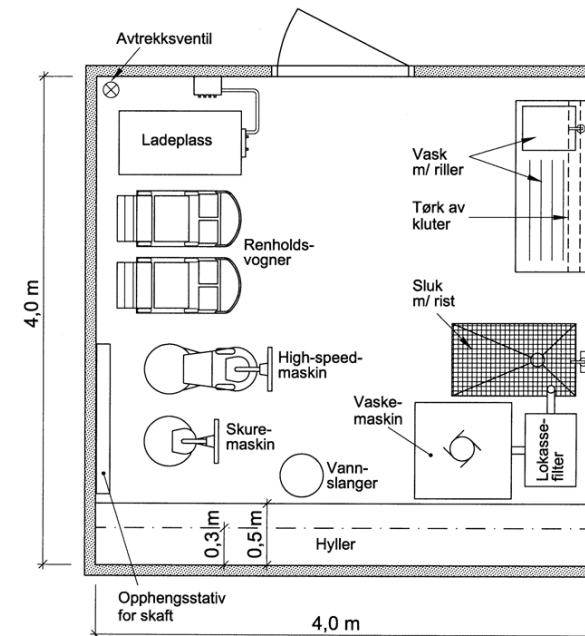 Avtrekksventil
Ladeplass
Vask
m/ riller
Tørk av
kluter
Renholds-
vogner
4,0 m
Sluk
m/ rist
High-speed-
maskin
Vaske-
maskin
Skure-
maskin
Lokasse-
filter
Vann-
slanger
0,3 m
0,5 m
Hyller
Opphengsstativ
for skaft
4,0 m